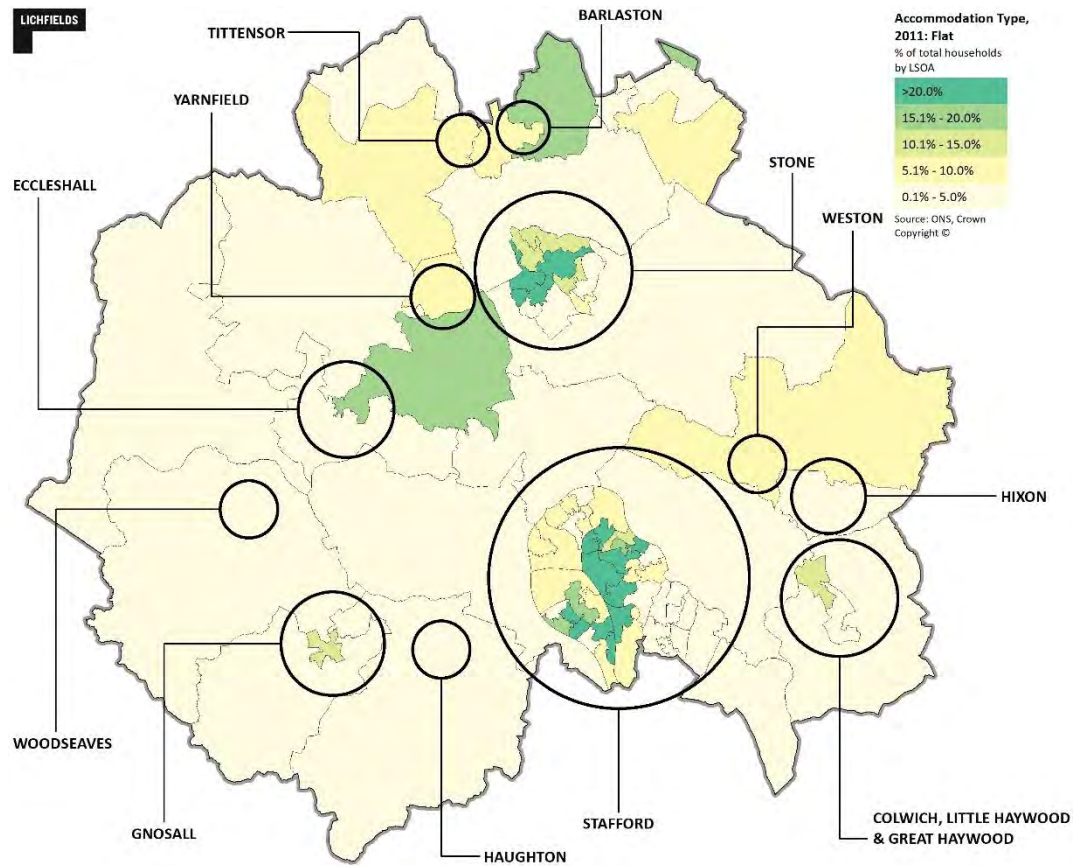 LICHFIELDS
BARLASTON
TITTENSOR
YARNFIELD
ECCLESHALL
STONE
WESTON
Accommodation Type,
2011: Flat
% of total households
by LSOA
>20.0%
15.1% - 20.0%
10.1% - 15.0%
5.1% - 10.0%
0.1% - 5.0%
Source: ONS, Crown
Copyright ©
HIXON
WOODSEAVES
GNOSALL
HAUGHTON
STAFFORD
COLWICH, LITTLE HAYWOOD
& GREAT HAYWOOD